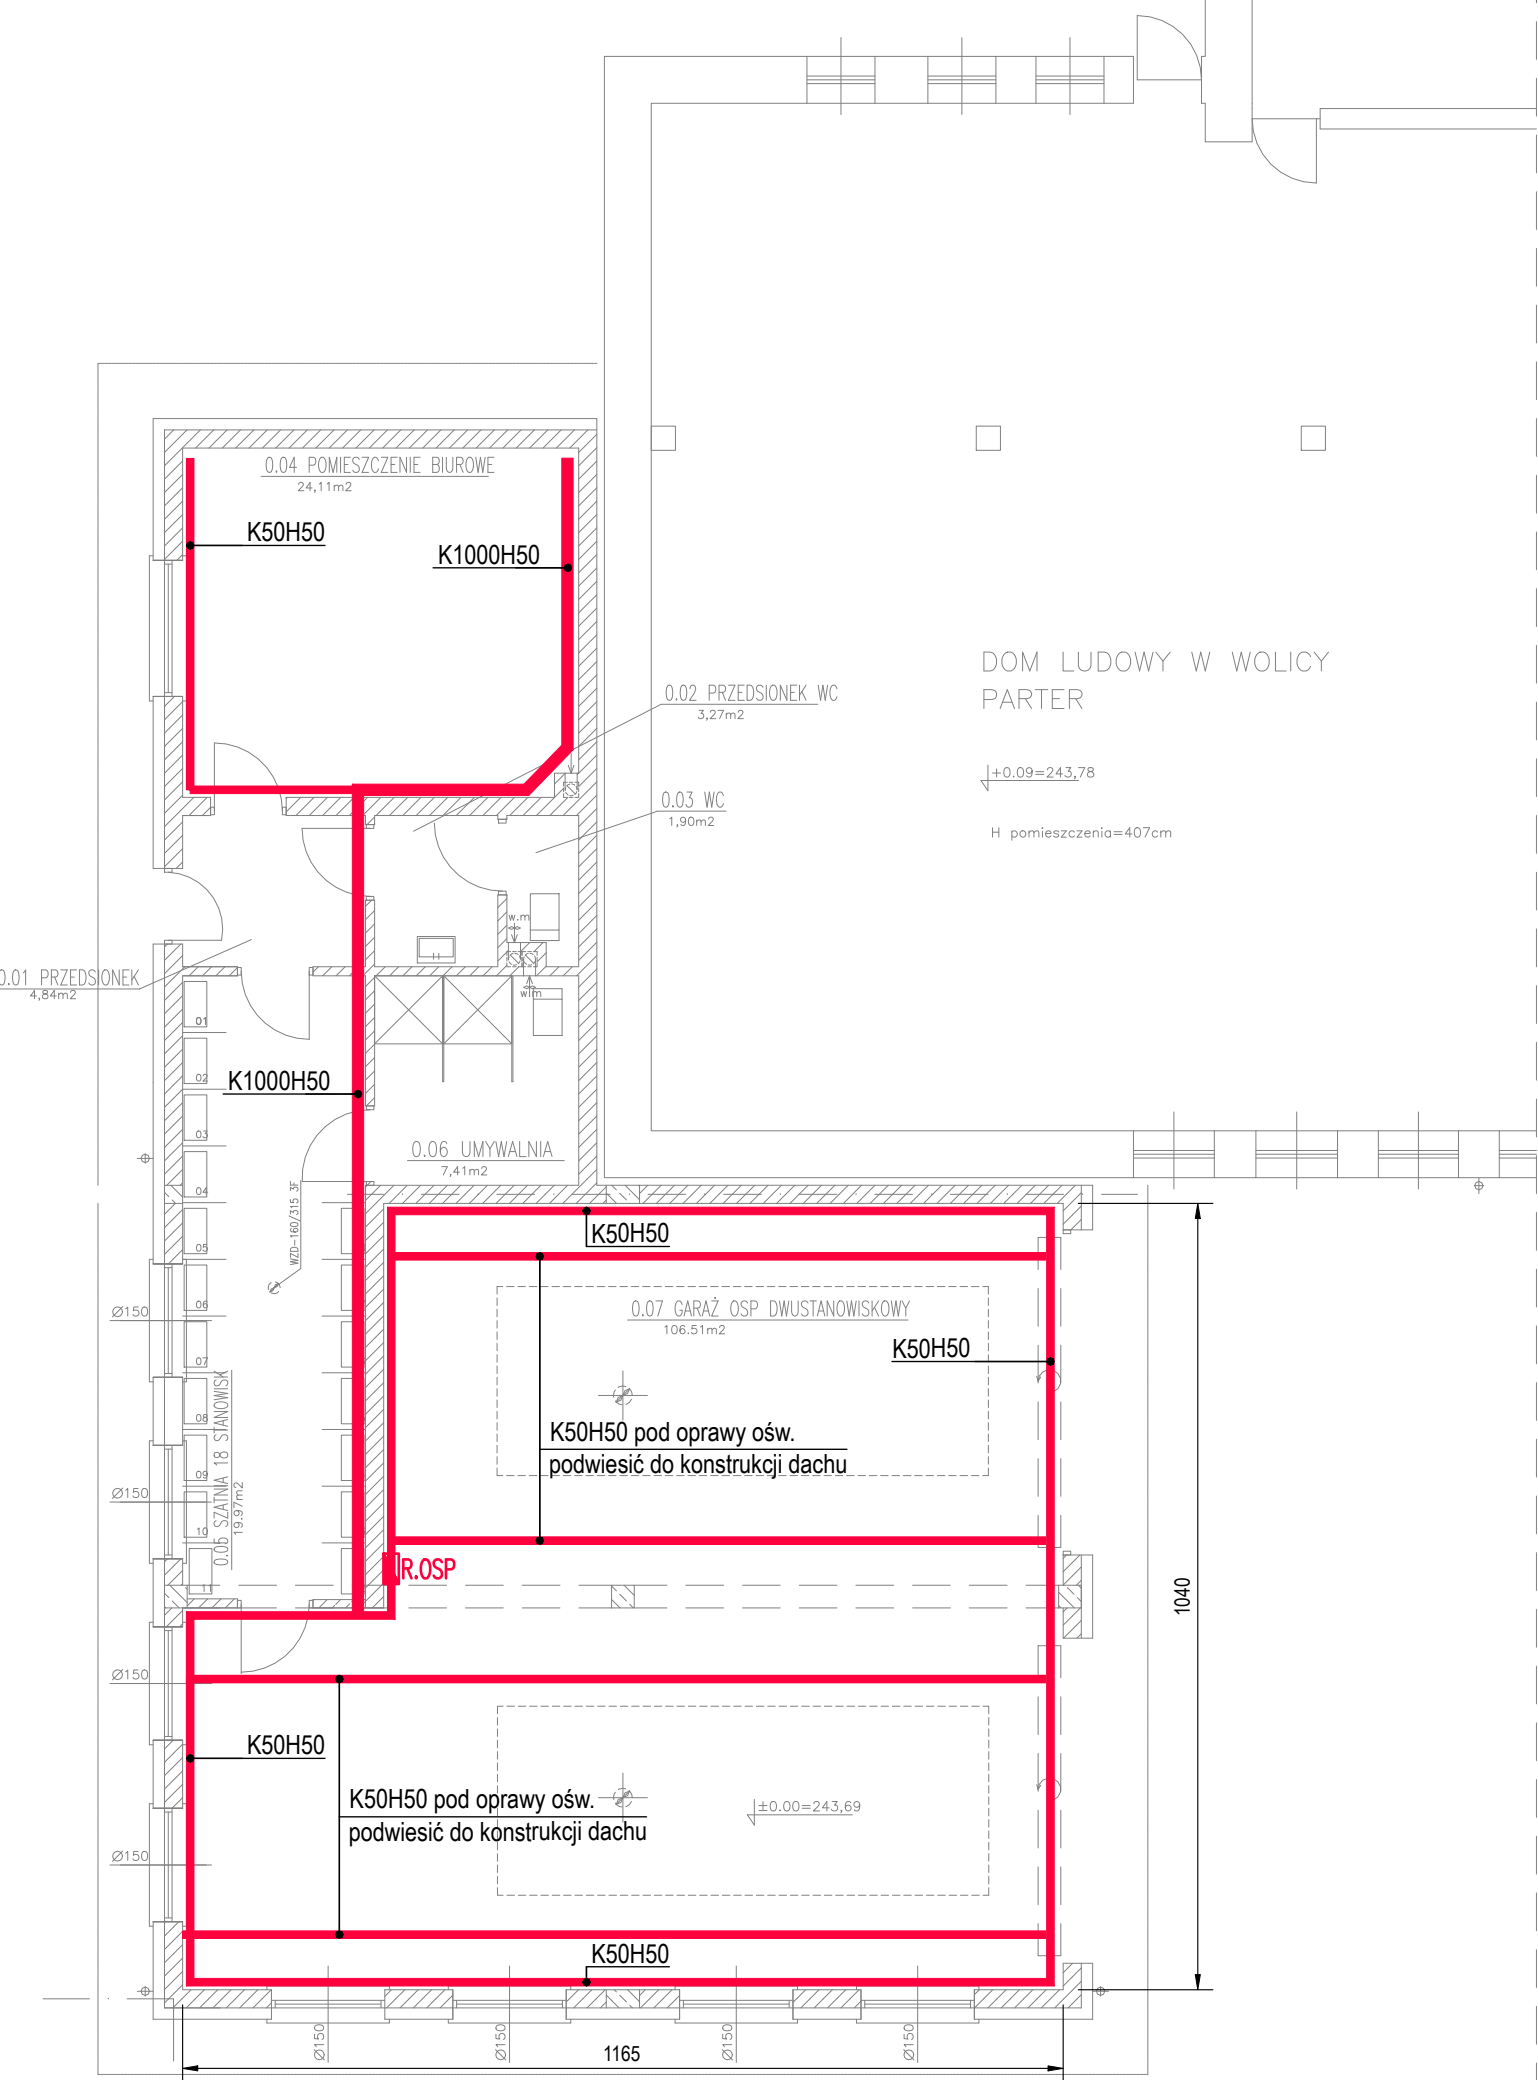 0.04 POMIESZCZENIE BIUROWE
24,11m2
K50H50
K1000H50
DOM LUDOWY W WOLICY
PARTER
+0.09=243,78
H pomieszczenia=407cm
0.02 PRZEDSIONEK WC
3,27m2
0.03 WC
1,90m2
w.m
w.m
0.01 PRZEDSIONEK
4,84m2
K1000H50
0.06 UMYWALNIA
7,41m2
WZD-160/315 3F
01
02
03
04
05
06
07
08
09
10
11
0.05 SZATNIA 18 STANOWISK
19.97m2
Ø150
Ø150
Ø150
Ø150
K50H50
0.07 GARAŻ OSP DWUSTANOWISKOWY
106.51m2
K50H50
K50H50 pod oprawy ośw.
podwiesić do konstrukcji dachu
R.OSP
1040
K50H50
K50H50 pod oprawy ośw.
podwiesić do konstrukcji dachu
±0.00=243,69
K50H50
Ø150
Ø150
Ø150
Ø150
1165